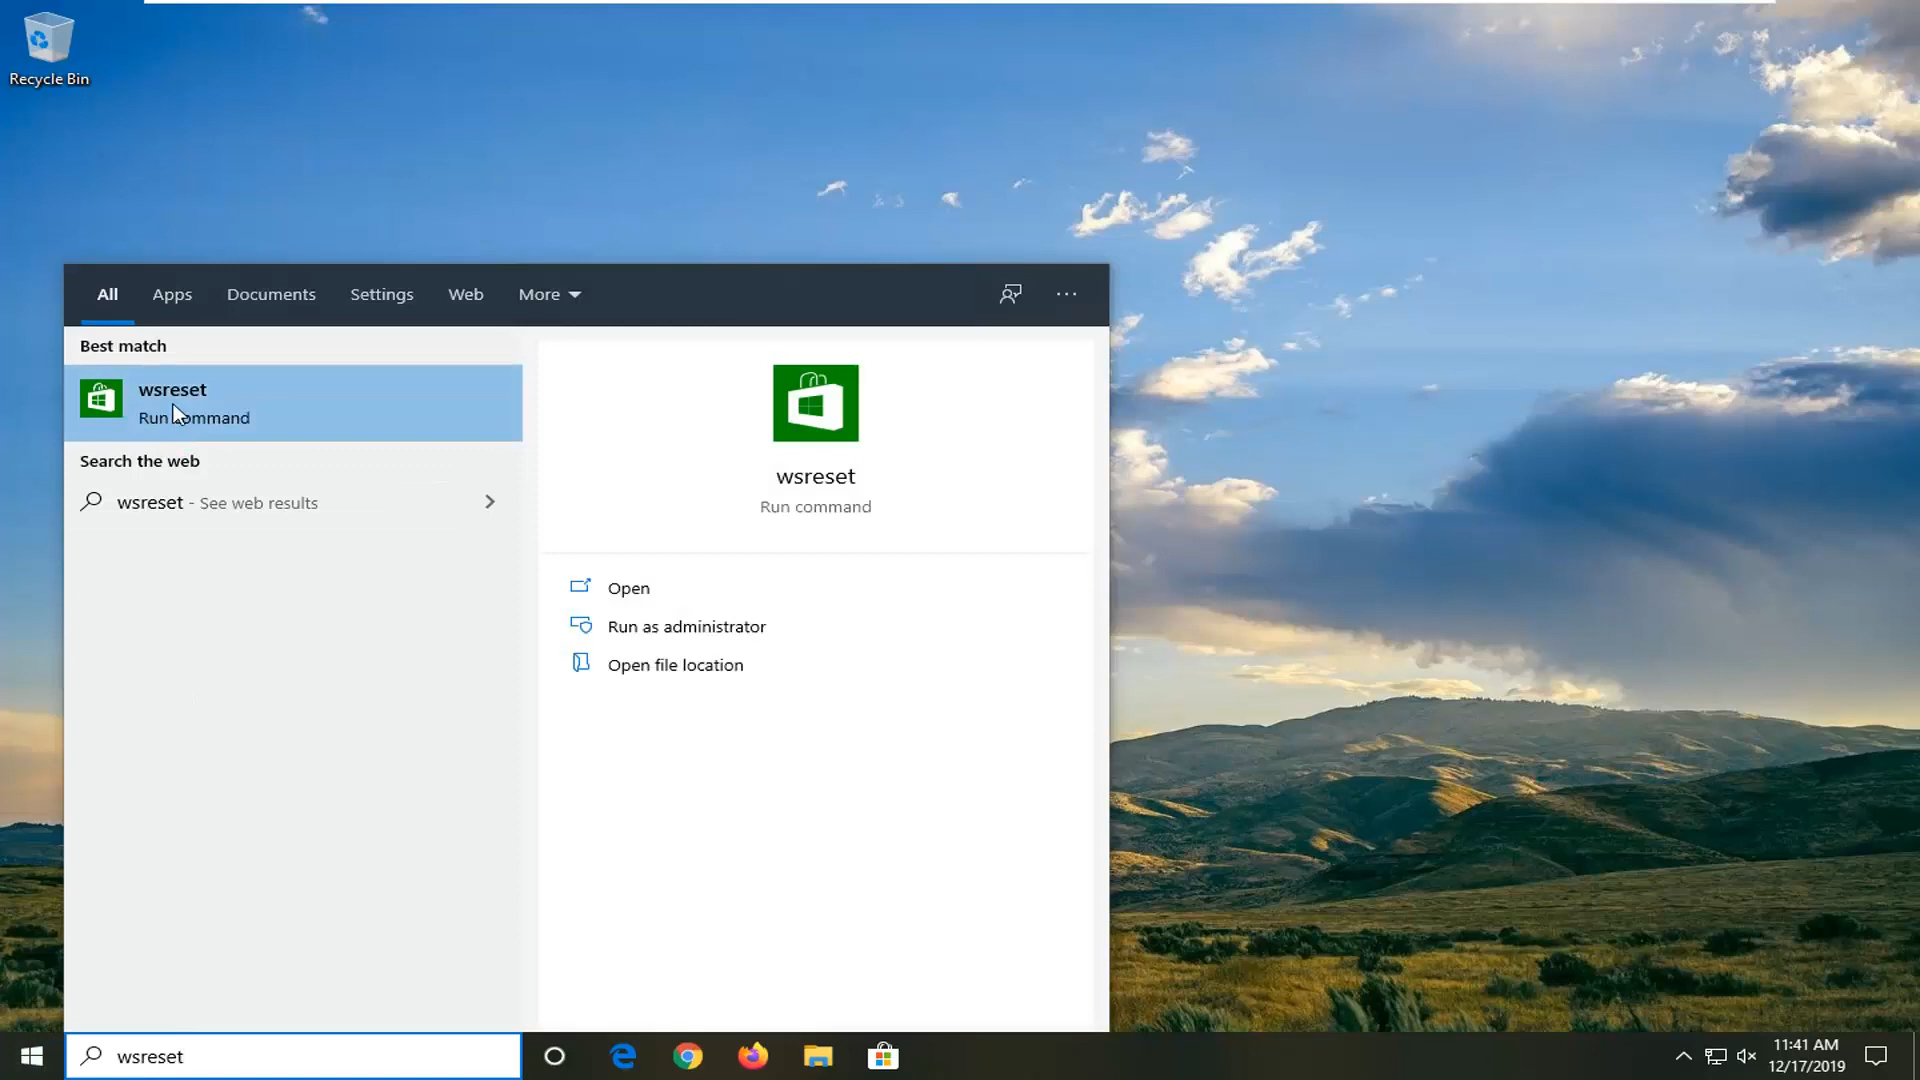 Recycle Bin
All Apps Documents Settings Web More
Best match
wsreset
Run command
Search the web
wsreset - See web results
wsreset
Run command
Open
Run as administrator
Open file location
wsreset
11:41 AM
12/17/2019